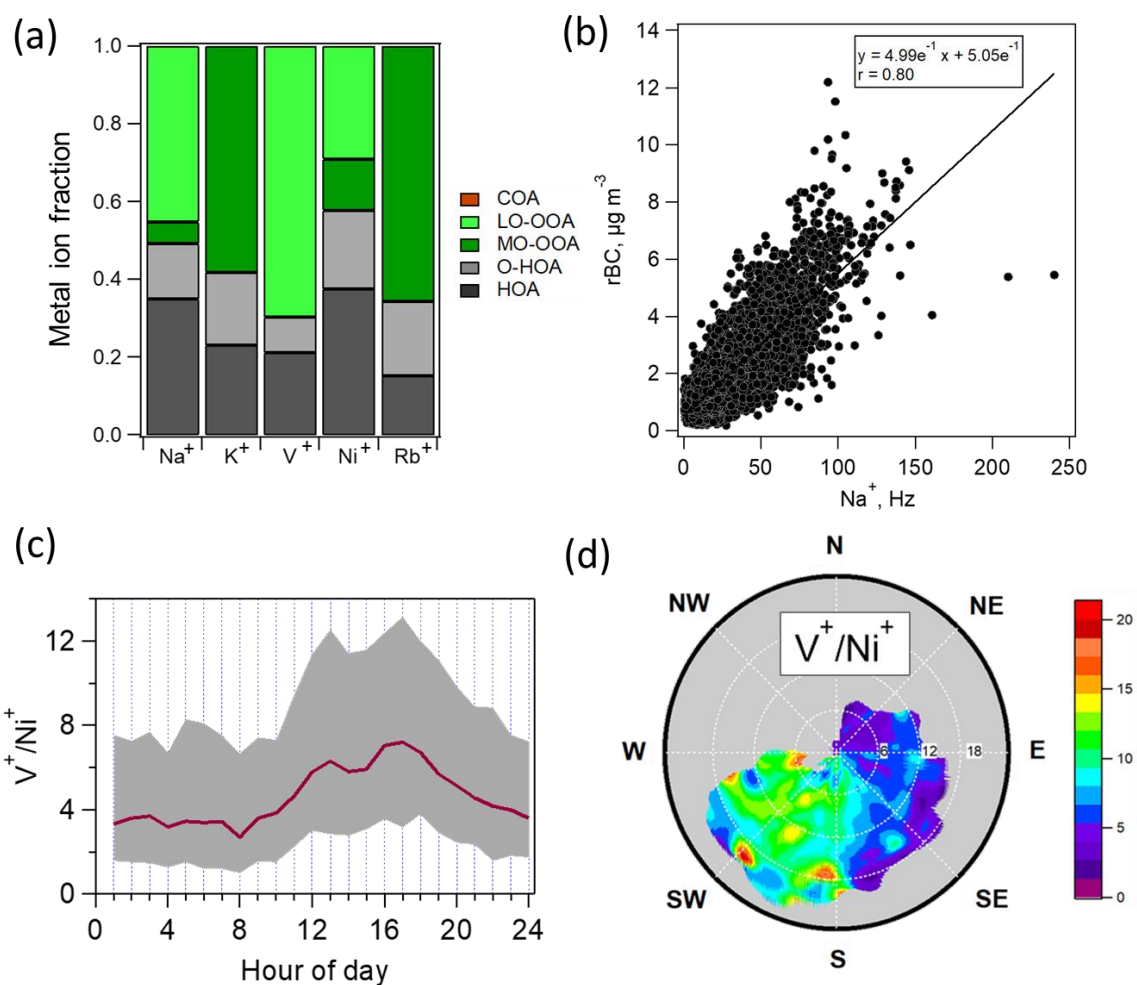 (a)
1.0
0.8
0.6
0.4
0.2
0.0
Metal ion fraction
Na+ K+ V+ Ni+ Rb+
COA
LO-OOA
MO-OOA
O-HOA
HOA
(b)
14
12
10
8
6
4
2
0
rBC, µg m-3
y = 4.99e-1 x + 5.05e-1
r = 0.80
0 50 100 150 200 250
Na+, Hz
(c)
12
8
4
0
V+/Ni+
0 4 8 12 16 20 24
Hour of day
(d)
N
NW NE
V+/Ni+
W E
6 12 18
SW SE
S
20
15
10
5
0